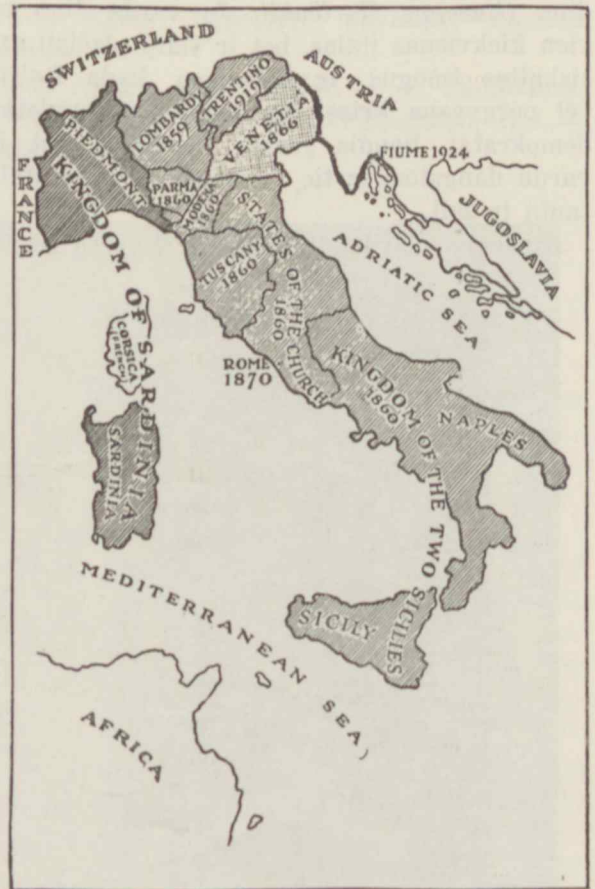 SWITZERLAND
AUSTRIA
FRANCE
KINGDOM OF SARDINIA
PIEDMONT
LOMBARDY
1859
TRENTINO
1919
VENETIA
1866
PARMA
1860
MODENA
1860
FIUME 1924
JUGOSLAVIA
ADRIATIC SEA
STATES OF THE CHURCH
1860
TUSCANY
1860
CORSICA
(FRENCH)
ROME
1870
KINGDOM OF THE TWO SICILIES
1860
NAPLES
SARDINIA
MEDITERRANEAN SEA
SICILY
AFRICA